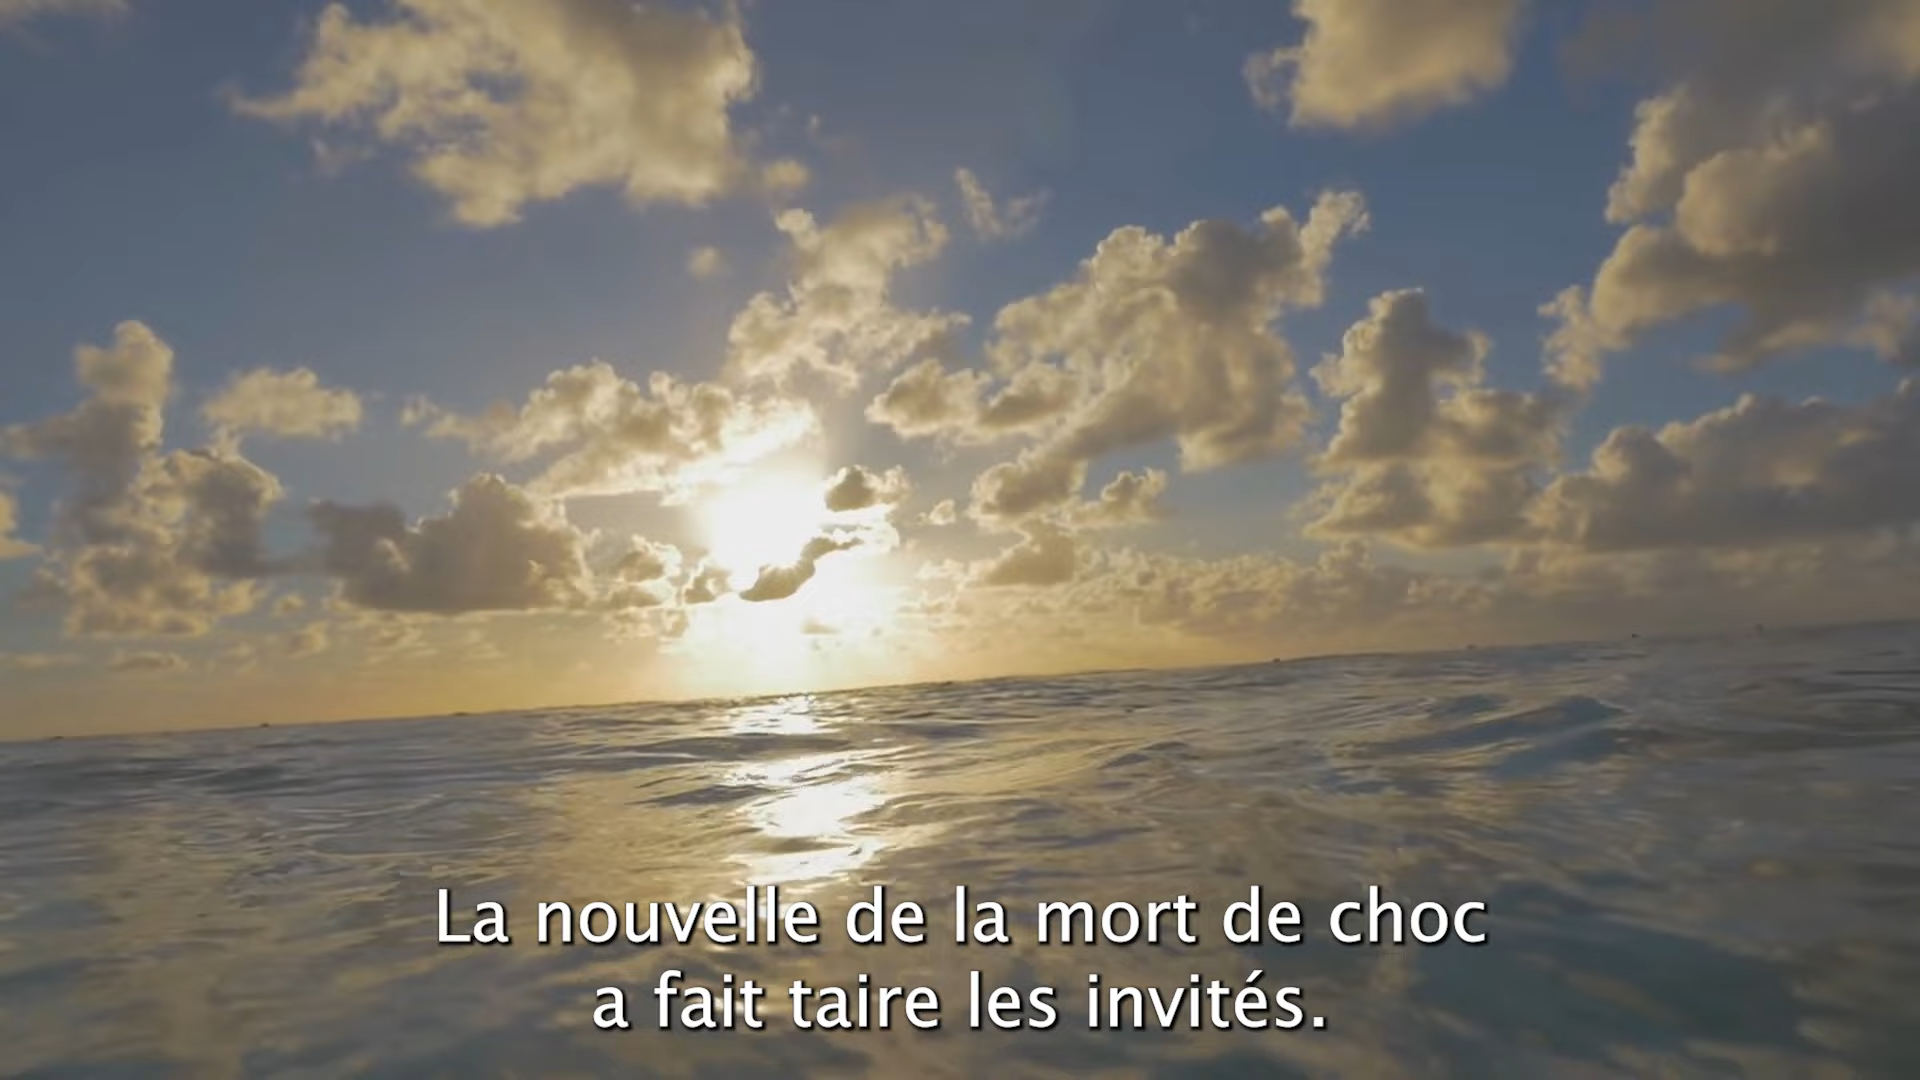 La nouvelle de la mort de choc
a fait taire les invités.